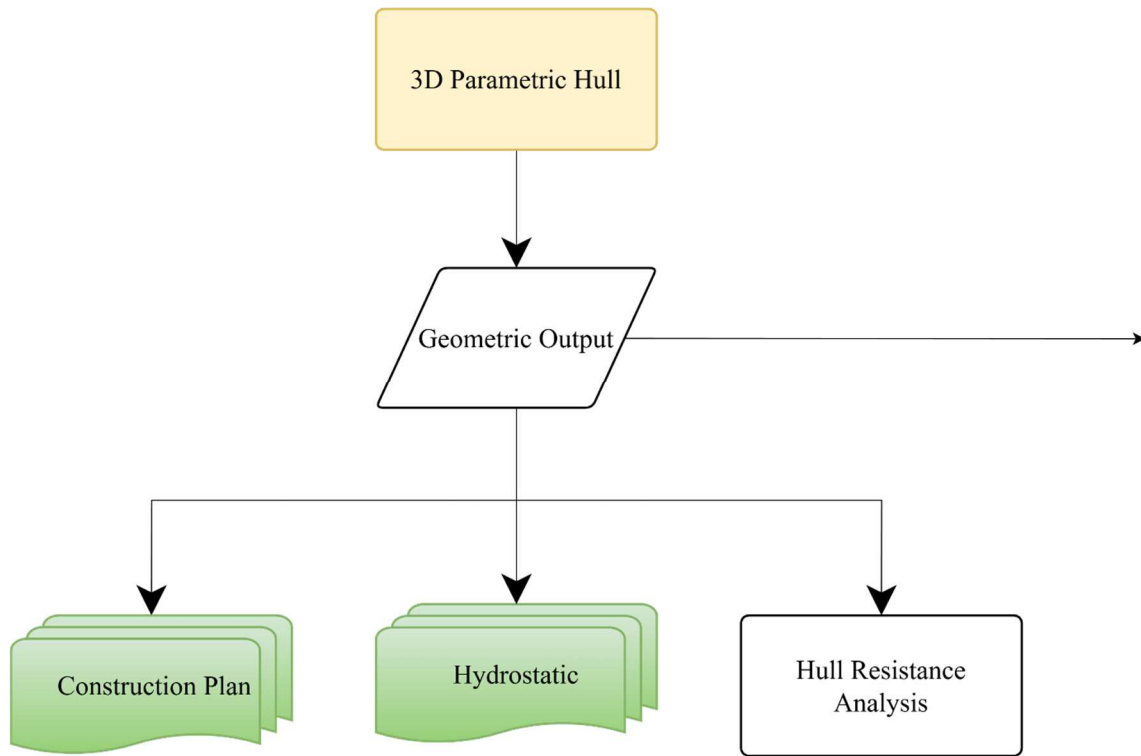 3D Parametric Hull
Geometric Output
Construction Plan
Hydrostatic
Hull Resistance
Analysis